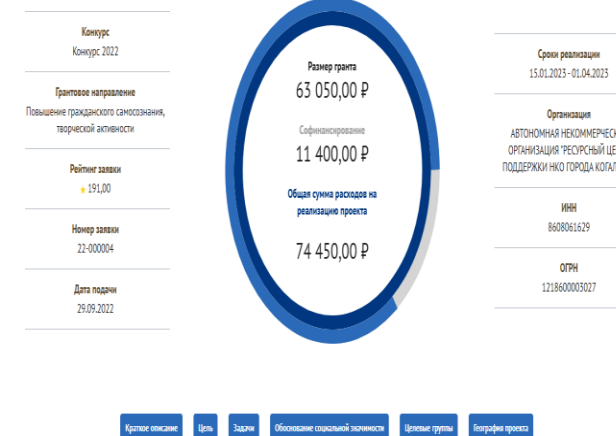 Конкурс
Конкурс 2022
Грантовое направление
Повышение гражданского самосознания,
творческой активности
Рейтинг заявки
191,00
Номер заявки
22-000004
Дата подачи
29.09.2022
Размер гранта
63 050,00 ₽
Софинансирование
11 400,00 ₽
Общая сумма расходов на
реализацию проекта
74 450,00 ₽
Сроки реализации
15.01.2023 - 01.04.2023
Организация
АВТОНОМНАЯ НЕКОММЕРЧЕСК
ОРГАНИЗАЦИЯ "РЕСУРСНЫЙ ЦЕ
ПОДДЕРЖКИ НКО ГОРОДА КОГАЛ
ИНН
8608061629
ОГРН
1218600003027
Краткое описание Цель Задачи Обоснование социальной значимости Целевые группы География проекта